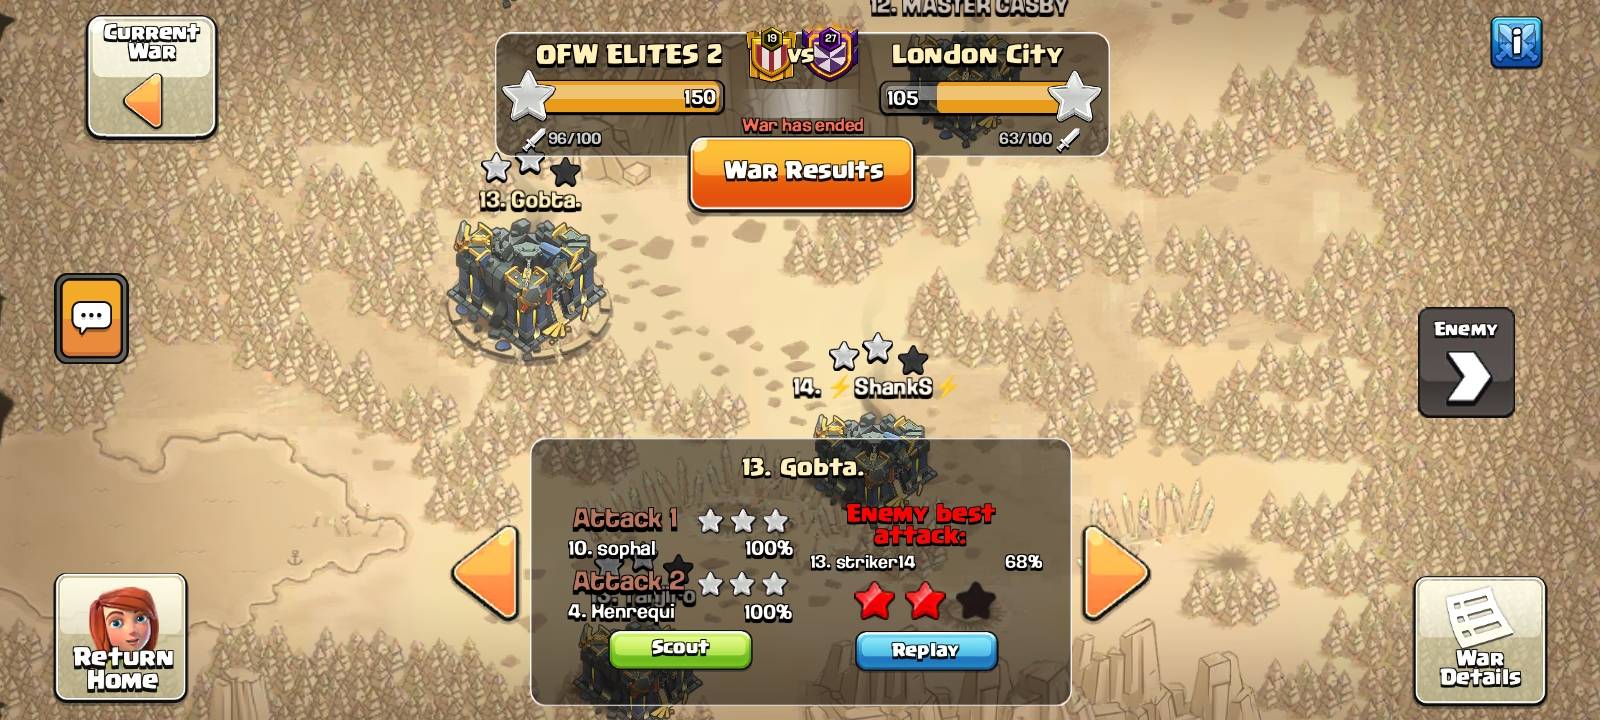 12. MASTER CASBY
Current War
OFW ELITES 2
19
vs
27
London City
150
105
96/100
War has ended
63/100
War Results
13. Gobta.
Enemy
14. ⚡ShankS⚡
13. Gobta.
Attack 1
10. sophal
100%
Enemy best attack:
13. striker14
68%
Attack 2
15. Tanjiro
4. Henrequi
100%
Scout
Replay
Return Home
War Details